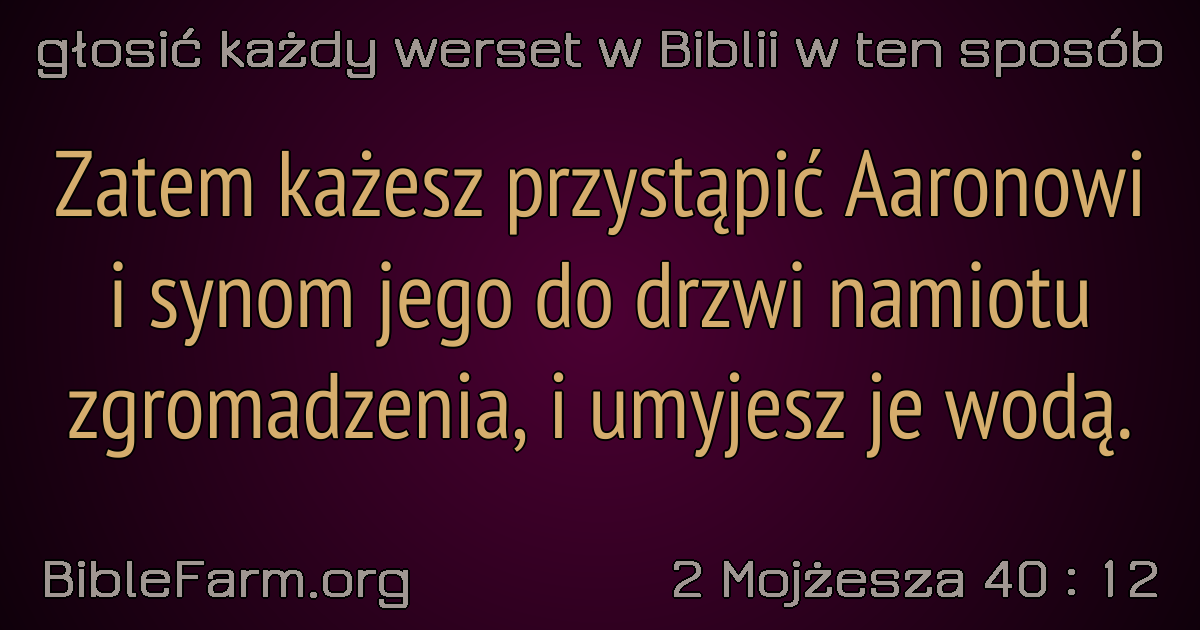 głosić każdy werset w Biblii w ten sposób
Zatem każesz przystąpić Aaronowi
i synom jego do drzwi namiotu
zgromadzenia, i umyjesz je wodą.
BibleFarm.org
2 Mojżesza 40 : 12